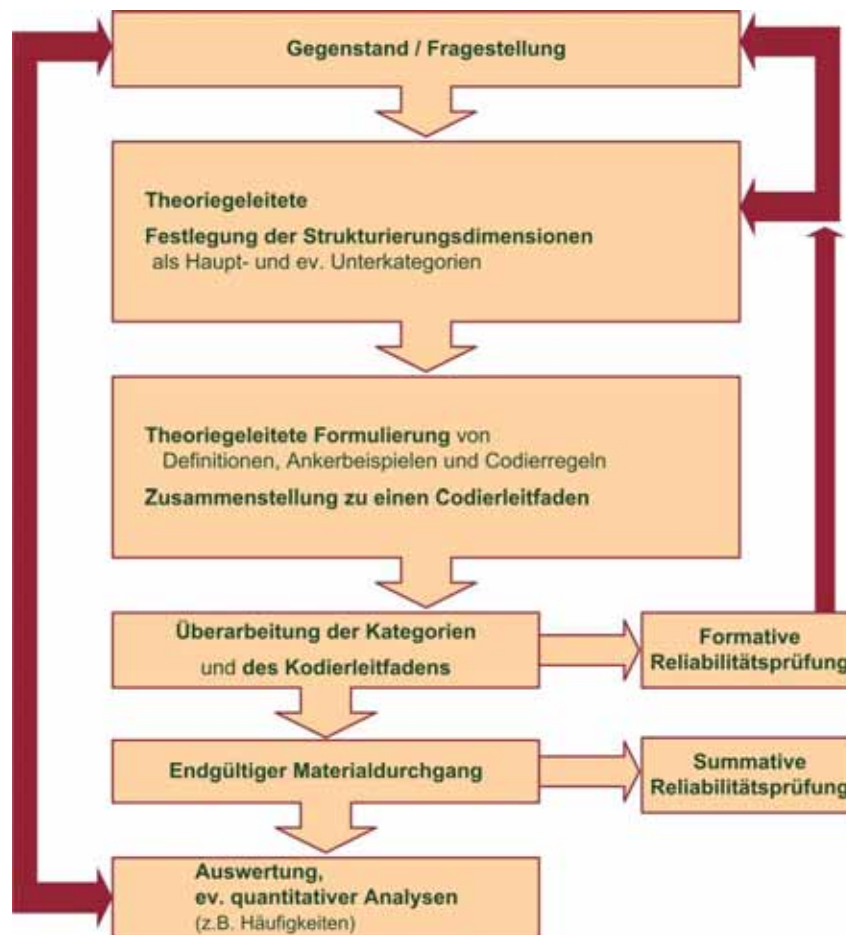 Gegenstand / Fragestellung
Theoriegeleitete
Festlegung der Strukturierungsdimensionen
als Haupt- und ev. Unterkategorien
Theoriegeleitete Formulierung von
Definitionen, Ankerbeispielen und Codierregeln
Zusammenstellung zu einen Codierleitfaden
Überarbeitung der Kategorien
und des Kodierleitfadens
Formative
Reliabilitätsprüfung
Endgültiger Materialdurchgang
Summative
Reliabilitätsprüfung
Auswertung,
ev. quantitativer Analysen
(z.B. Häufigkeiten)